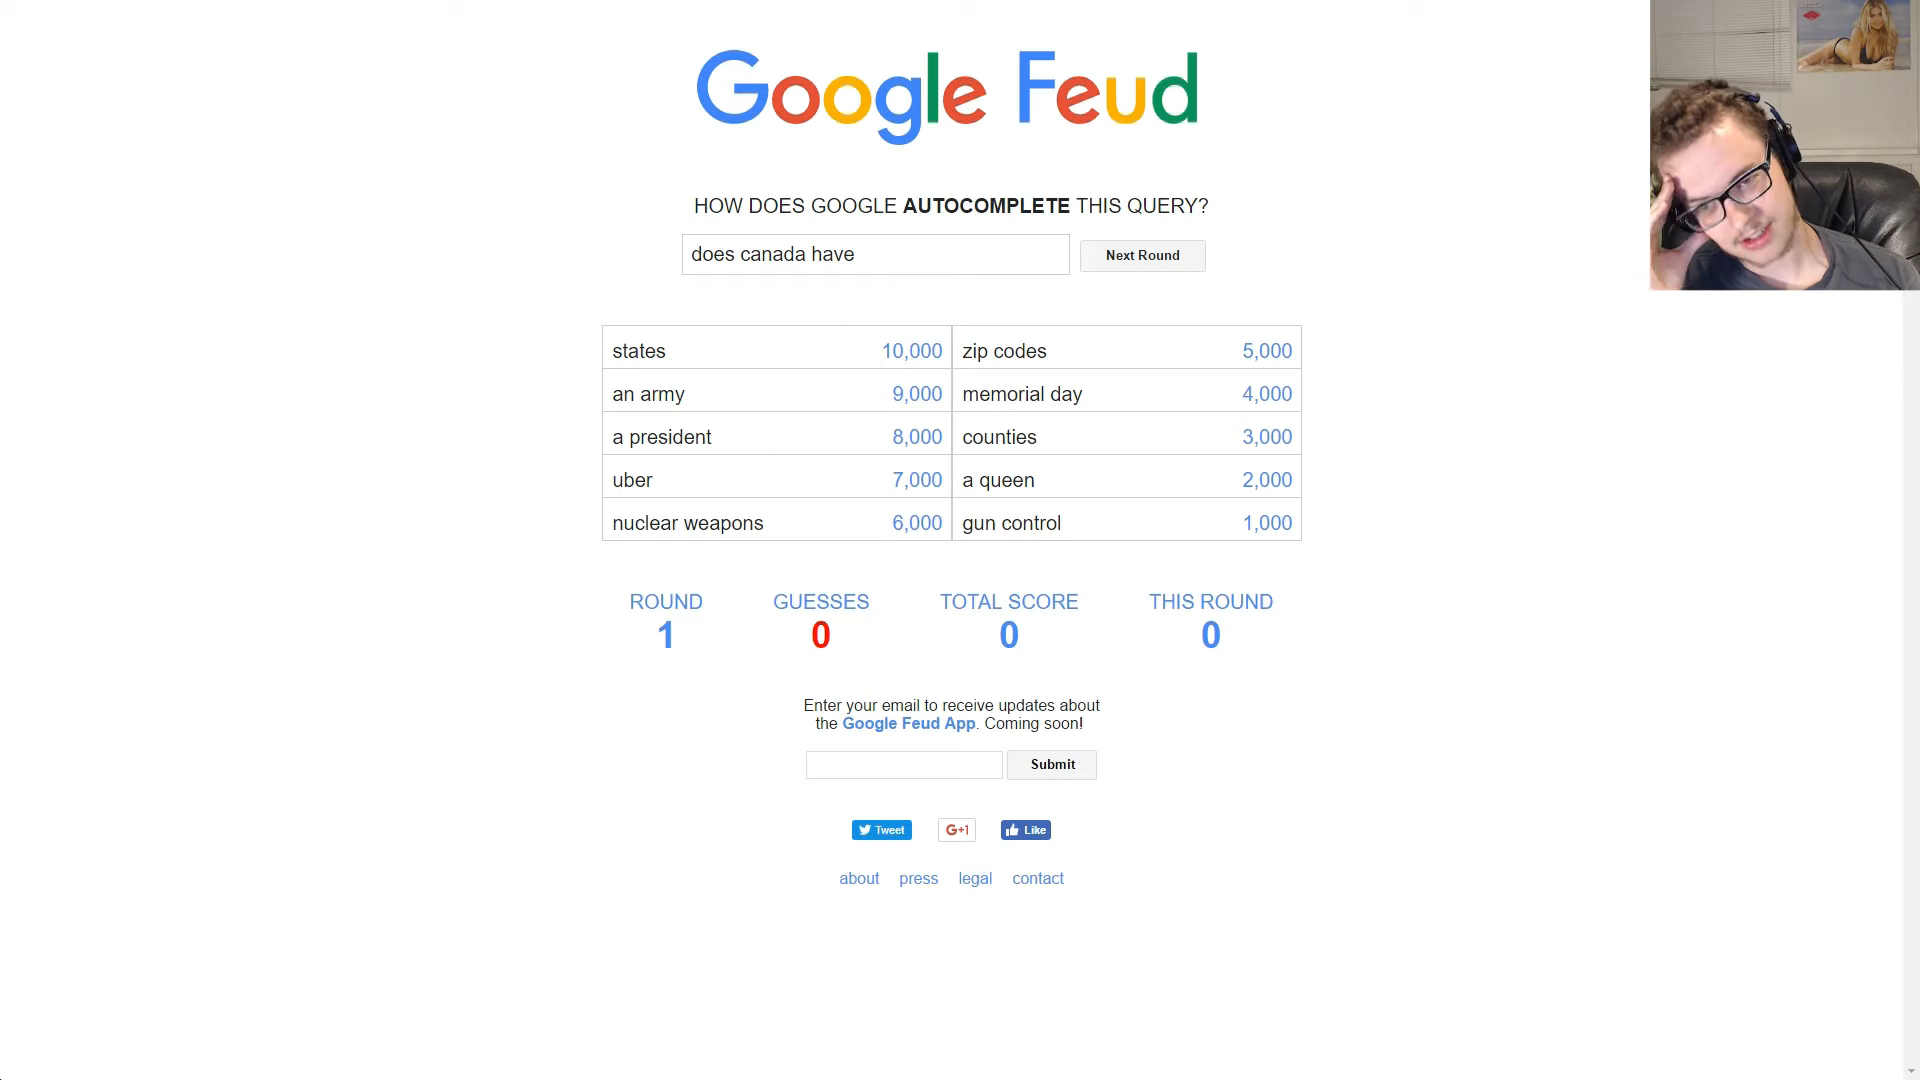 Google Feud
HOW DOES GOOGLE AUTOCOMPLETE THIS QUERY?
does canada have
Next Round
states 10,000 zip codes 5,000
an army 9,000 memorial day 4,000
a president 8,000 counties 3,000
uber 7,000 a queen 2,000
nuclear weapons 6,000 gun control 1,000
ROUND GUESSES TOTAL SCORE THIS ROUND
1 0 0 0
Enter your email to receive updates about
the Google Feud App. Coming soon!
Submit
Tweet G+1 Like
about press legal contact